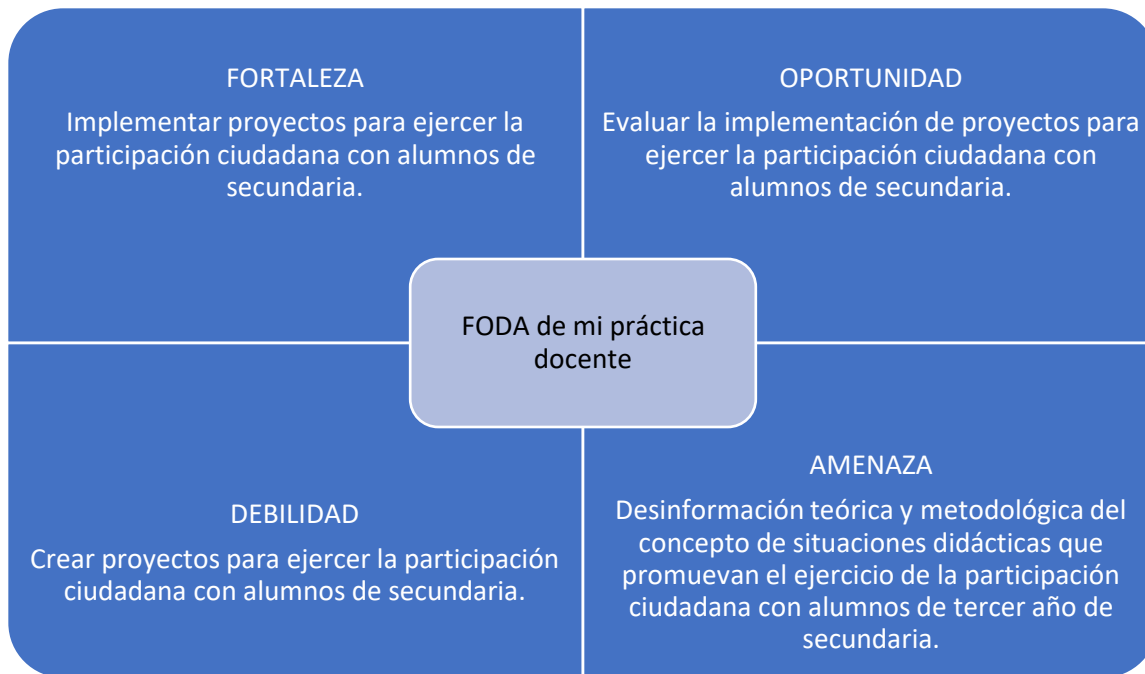 FORTALEZA
Implementar proyectos para ejercer la
participación ciudadana con alumnos de
secundaria.
OPORTUNIDAD
Evaluar la implementación de proyectos para
ejercer la participación ciudadana con
alumnos de secundaria.
FODA de mi práctica
docente
DEBILIDAD
Crear proyectos para ejercer la participación
ciudadana con alumnos de secundaria.
AMENAZA
Desinformación teórica y metodológica del
concepto de situaciones didácticas que
promuevan el ejercicio de la participación
ciudadana con alumnos de tercer año de
secundaria.